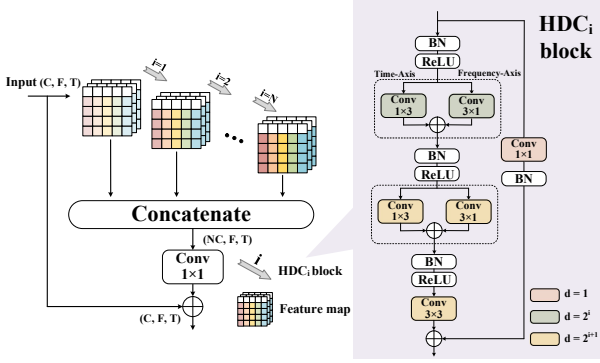 Input (C, F, T)
i=1
i=2
i=N
Concatenate
(NC, F, T)
Conv
1×1
i
HDCi block
Feature map
(C, F, T)
HDCi
block
BN
ReLU
Time-Axis
Frequency-Axis
Conv
1×3
Conv
3×1
BN
ReLU
Conv
1×1
BN
Conv
1×3
Conv
3×1
BN
ReLU
Conv
3×3
d = 1
d = 2^i
d = 2^{i+1}